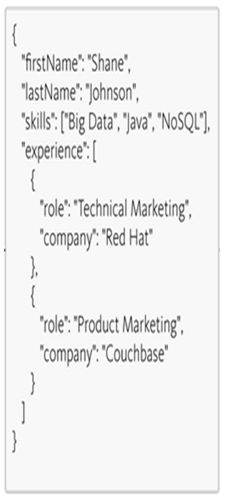 {
"firstName": "Shane",
"lastName": "Johnson",
"skills": ["Big Data", "Java", "NoSQL"],
"experience": [
{
"role": "Technical Marketing",
"company": "Red Hat"
},
{
"role": "Product Marketing",
"company": "Couchbase"
}
]
}